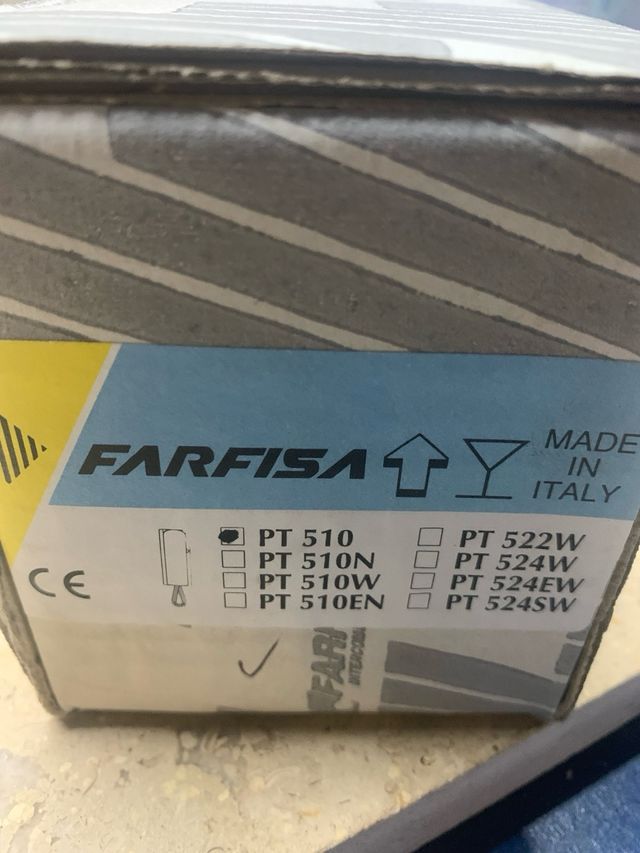 FARFISA
MADE
IN
ITALY
PT 510
PT 510N
PT 510W
PT 510EN
PT 522W
PT 524W
PT 524EW
PT 524SW
CE